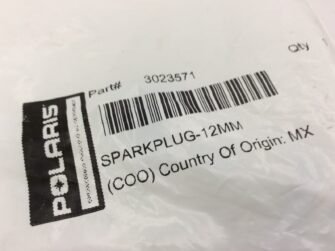 Part# 3023571 Qty
SPARKPLUG-12MM
(COO) Country Of Origin: MX
POLARIS